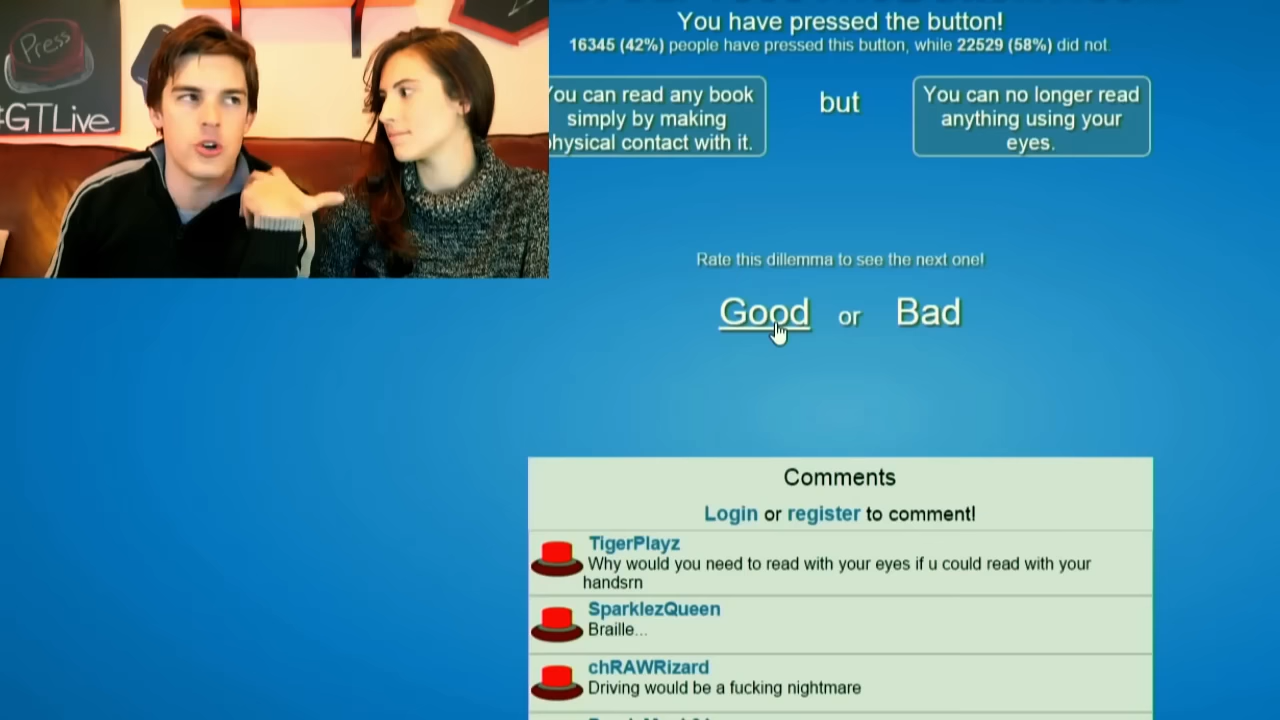 Press
#GTLive
You have pressed the button!
16345 (42%) people have pressed this button, while 22529 (58%) did not.
You can read any book
simply by making
physical contact with it.
but
You can no longer read
anything using your
eyes.
Rate this dillemma to see the next one!
Good or Bad
Comments
Login or register to comment!
TigerPlayz
Why would you need to read with your eyes if u could read with your
handsrn
SparklezQueen
Braille...
chRAWRizard
Driving would be a fucking nightmare